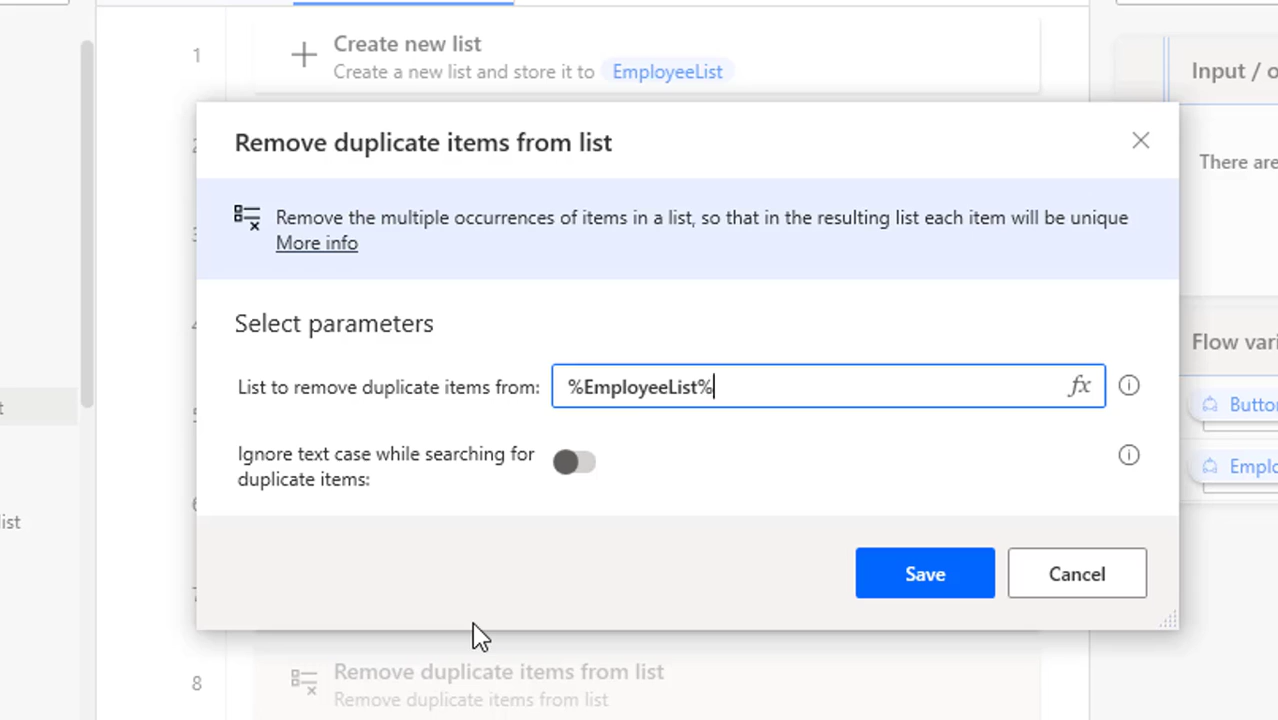 1
Create new list
Create a new list and store it to EmployeeList
Input / o
Remove duplicate items from list
There are
Remove the multiple occurrences of items in a list, so that in the resulting list each item will be unique
More info
Select parameters
Flow vari
List to remove duplicate items from: %EmployeeList% fx
Button
Ignore text case while searching for
duplicate items:
Emplo
ist
Save
Cancel
Remove duplicate items from list
8
Remove duplicate items from list